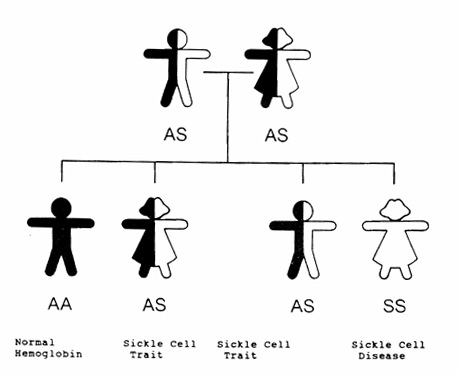 AS AS
AA AS AS SS
Normal Sickle Cell Sickle Cell Sickle Cell
Hemoglobin Trait Trait Disease